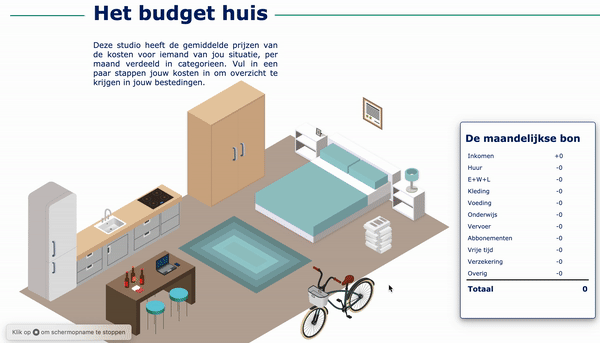 Het budget huis
Deze studio heeft de gemiddelde prijzen van
de kosten voor iemand van jou situatie, per
maand verdeeld in categorieen. Vul in een
paar stappen jouw kosten in om overzicht te
krijgen in jouw bestedingen.
De maandelijkse bon
Inkomen +0
Huur -0
E+W+L -0
Kleding -0
Voeding -0
Onderwijs -0
Vervoer -0
Abbonementen -0
Vrije tijd -0
Verzekering -0
Overig -0
Totaal 0
Klik op om schermopname te stoppen